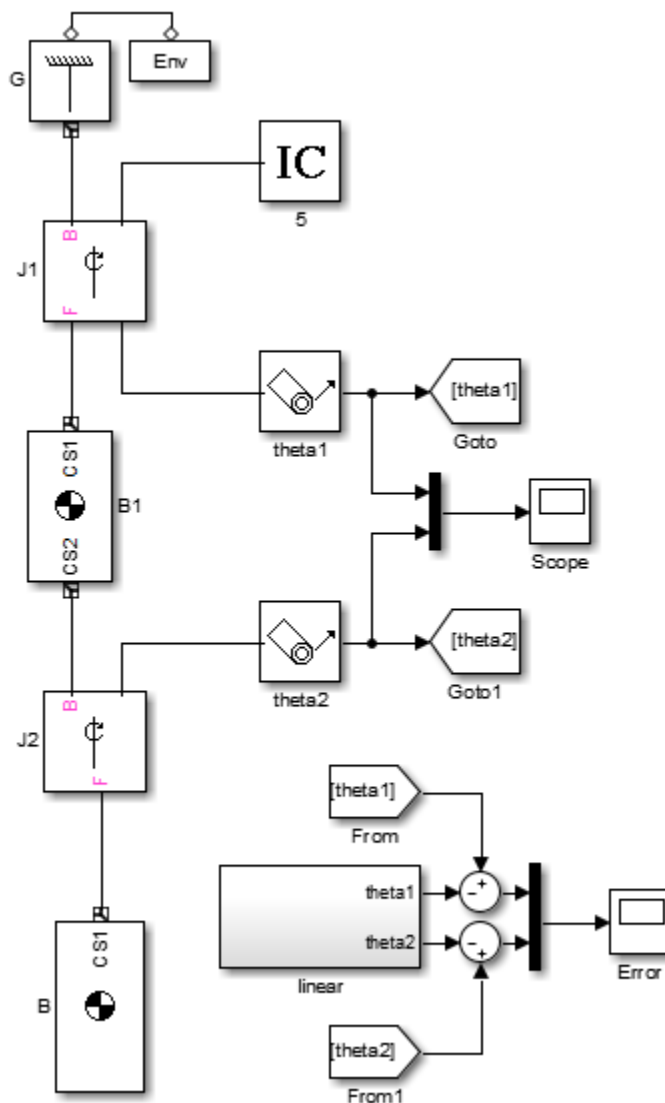 Env
G
IC
5
B
J1
F
theta1
[theta1]
Goto
CS1
B1
CS2
Scope
theta2
[theta2]
Goto1
B
J2
F
[theta1]
From
theta1
theta2
linear
Error
CS1
B
[theta2]
From1